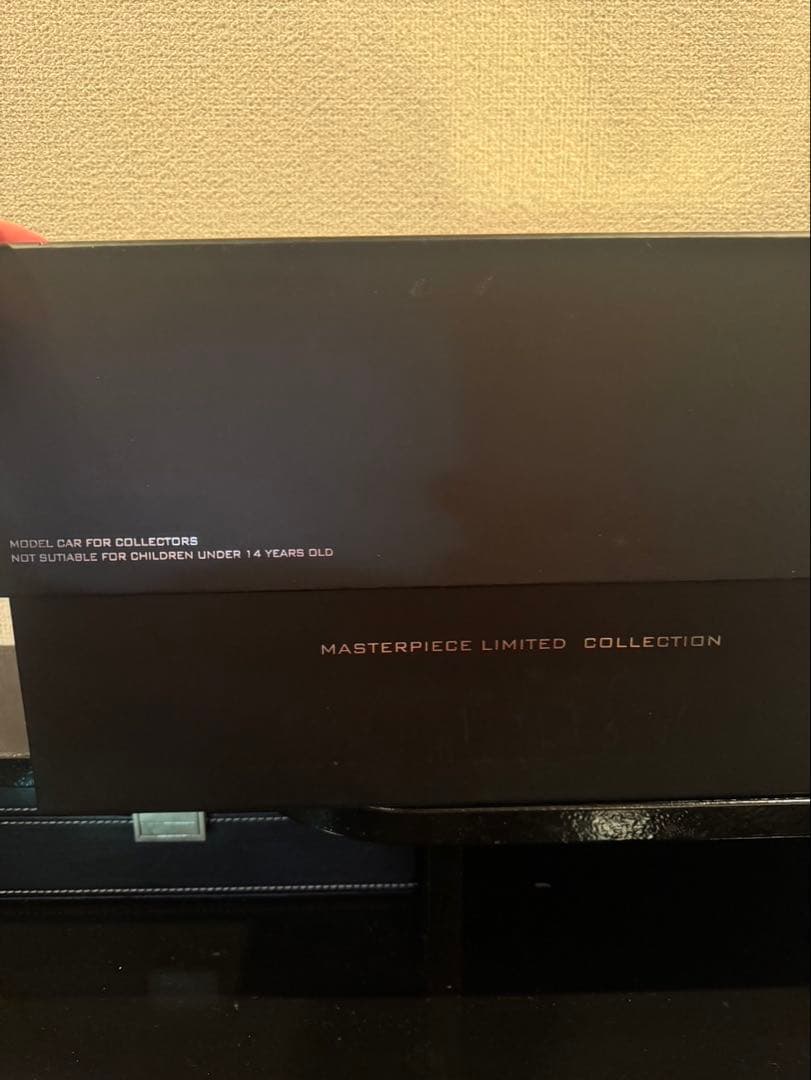 MODEL CAR FOR COLLECTORS
NOT SUTIABLE FOR CHILDREN UNDER 14 YEARS OLD
MASTERPIECE LIMITED COLLECTION